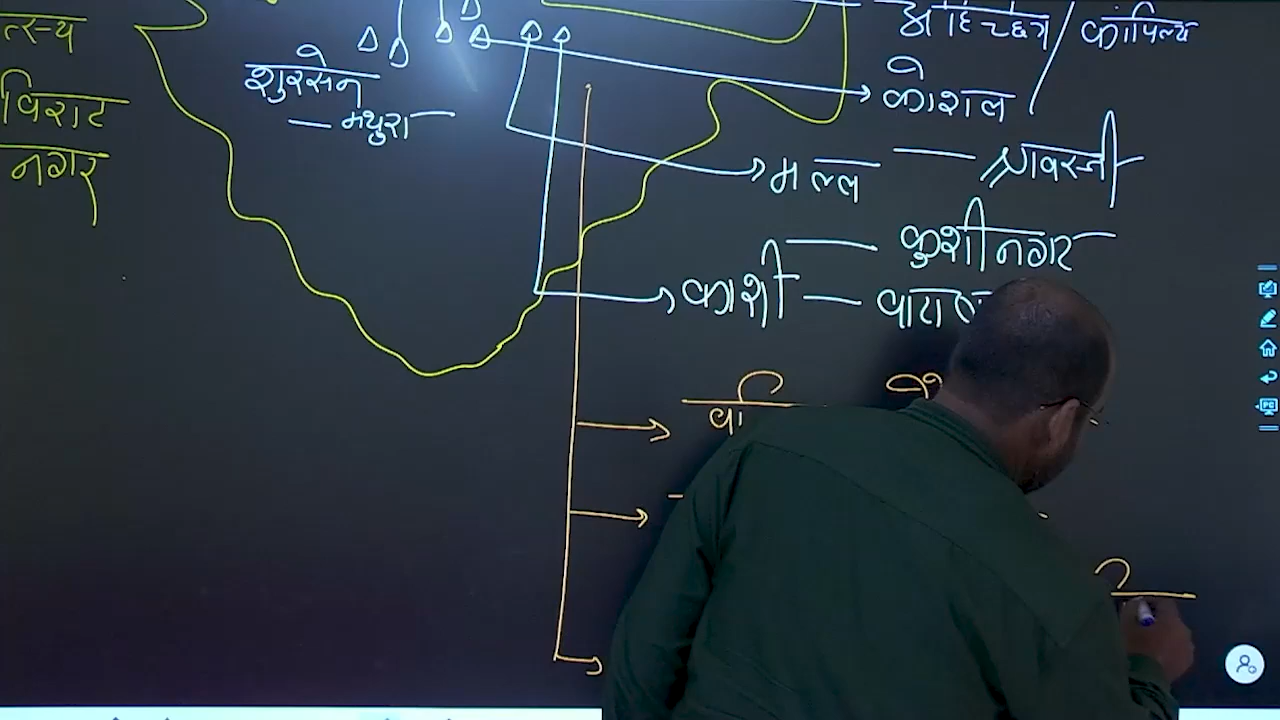 त्स्य
विराट
नगर
शुरसेन
— मथुरा
अहिच्छत्र / कांपिल्य
कोशल
मल्ल — श्रावस्ती
— कुशीनगर
काशी —